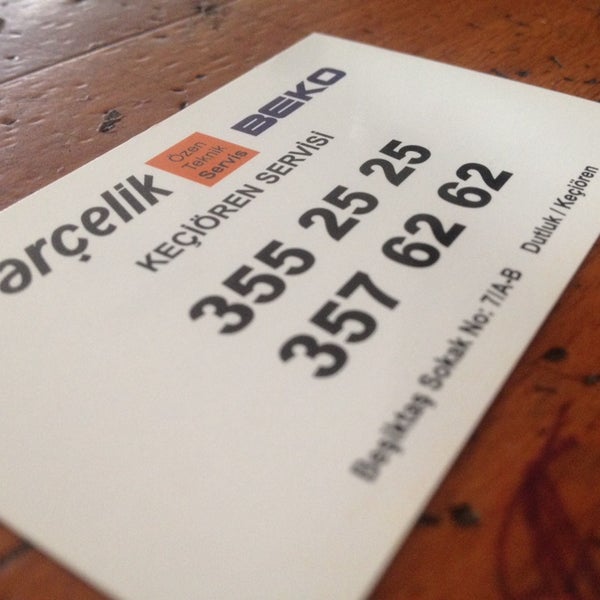 arçelik
Özen
Teknik
Servis
BEKO
KEÇİÖREN SERVİSİ
355 25 25
357 62 62
Beşiktaş Sokak No: 7/A-B Dutluk / Keçiören